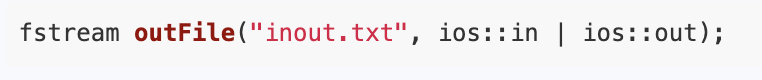 fstream outFile("inout.txt", ios::in | ios::out);